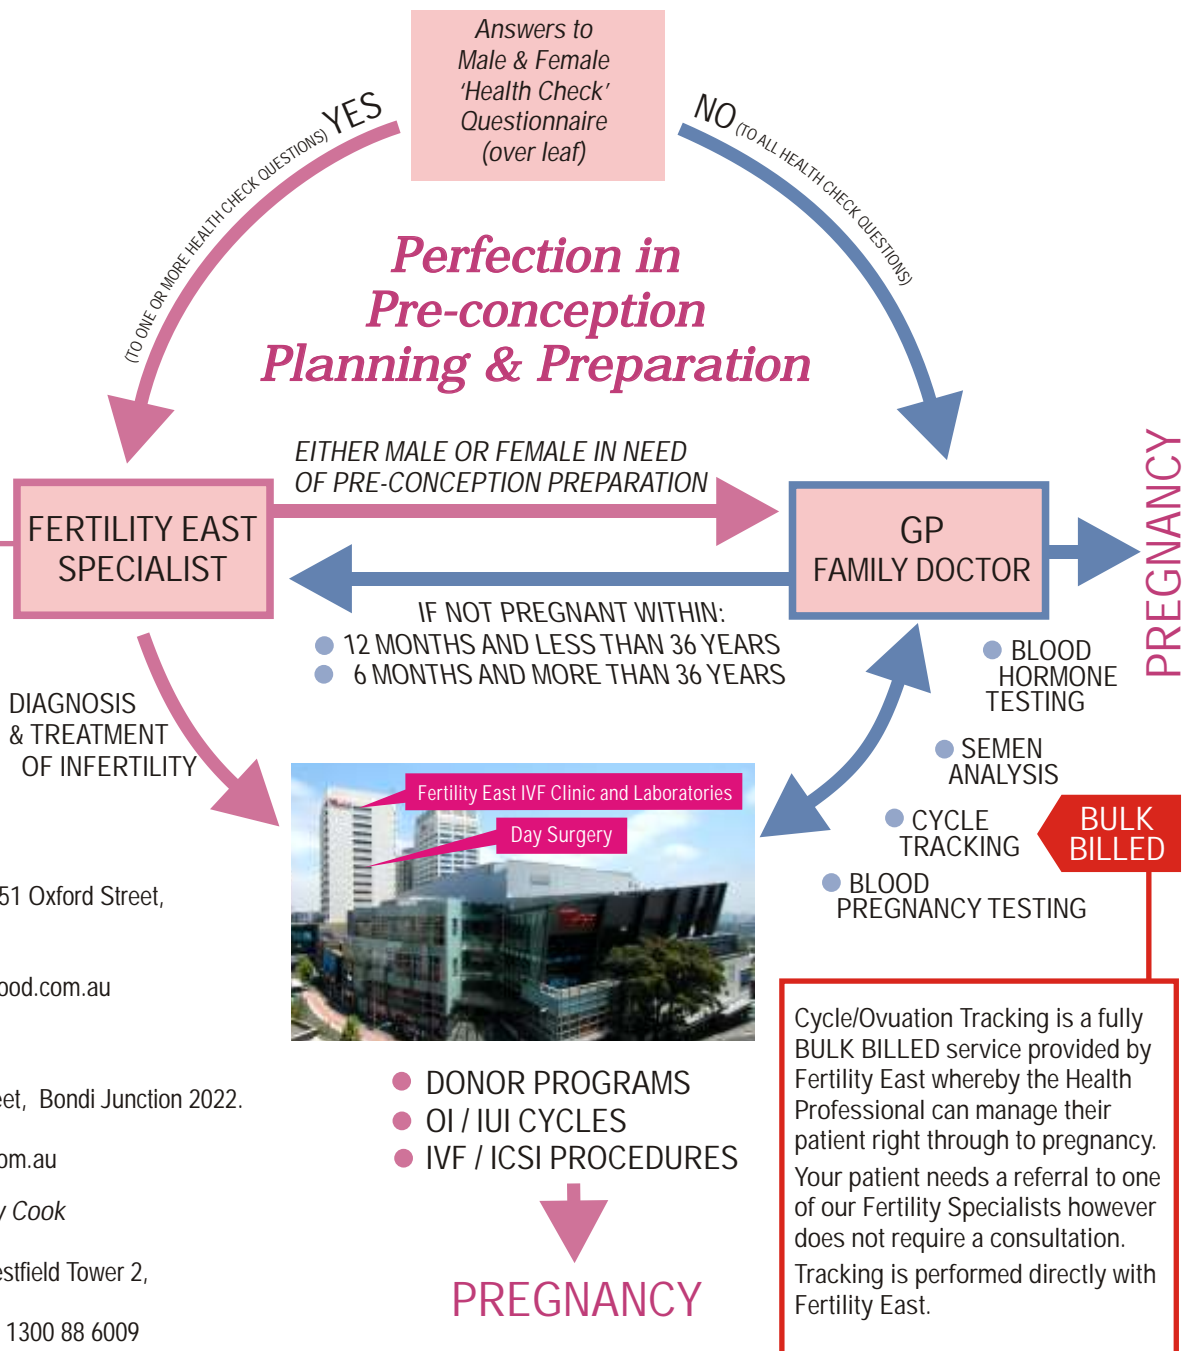 Answers to
Male & Female
'Health Check'
Questionnaire
(over leaf)
(TO ONE OR MORE HEALTH CHECK QUESTIONS) YES
NO (TO ALL HEALTH CHECK QUESTIONS)
Perfection in
Pre-conception
Planning & Preparation
EITHER MALE OR FEMALE IN NEED
OF PRE-CONCEPTION PREPARATION
FERTILITY EAST
SPECIALIST
GP
FAMILY DOCTOR
PREGNANCY
IF NOT PREGNANT WITHIN:
12 MONTHS AND LESS THAN 36 YEARS
6 MONTHS AND MORE THAN 36 YEARS
DIAGNOSIS
& TREATMENT
OF INFERTILITY
BLOOD
HORMONE
TESTING
SEMEN
ANALYSIS
CYCLE
TRACKING
BLOOD
PREGNANCY TESTING
BULK
BILLED
Fertility East IVF Clinic and Laboratories
Day Surgery
51 Oxford Street,
ood.com.au
eet, Bondi Junction 2022.
om.au
y Cook
estfield Tower 2,
1300 88 6009
DONOR PROGRAMS
OI / IUI CYCLES
IVF / ICSI PROCEDURES
PREGNANCY
Cycle/Ovuation Tracking is a fully
BULK BILLED service provided by
Fertility East whereby the Health
Professional can manage their
patient right through to pregnancy.
Your patient needs a referral to one
of our Fertility Specialists however
does not require a consultation.
Tracking is performed directly with
Fertility East.